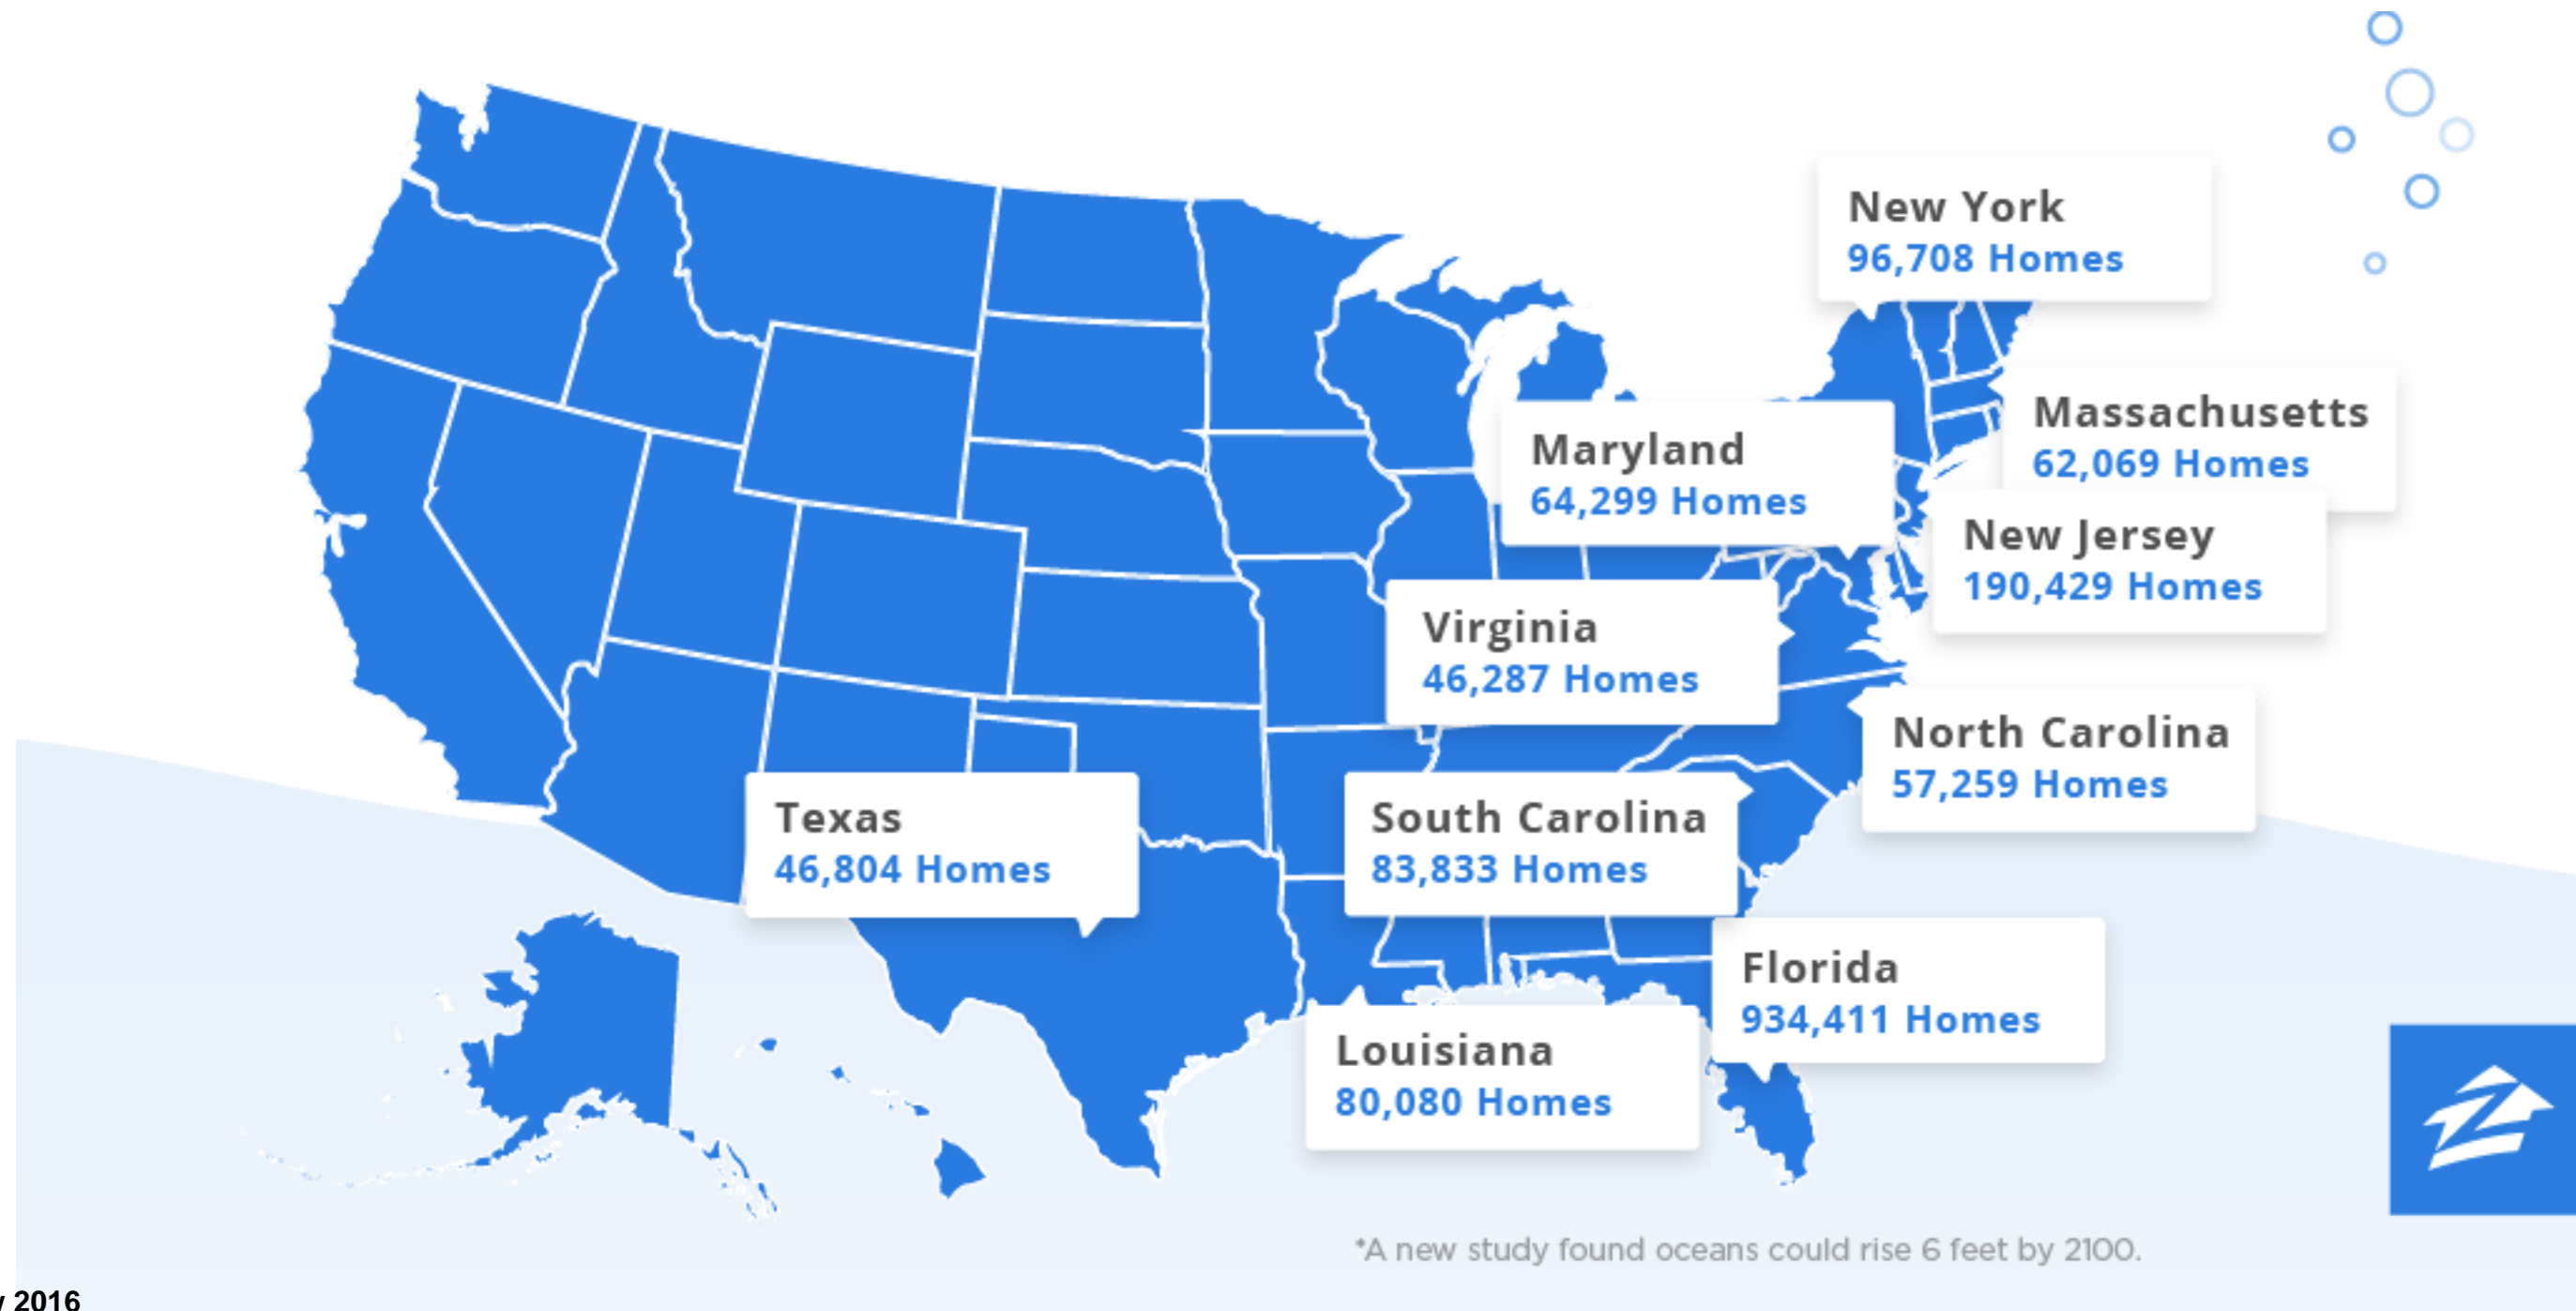 New York
96,708 Homes
Massachusetts
62,069 Homes
Maryland
64,299 Homes
New Jersey
190,429 Homes
Virginia
46,287 Homes
North Carolina
57,259 Homes
Texas
46,804 Homes
South Carolina
83,833 Homes
Florida
934,411 Homes
Louisiana
80,080 Homes
*A new study found oceans could rise 6 feet by 2100.
2016